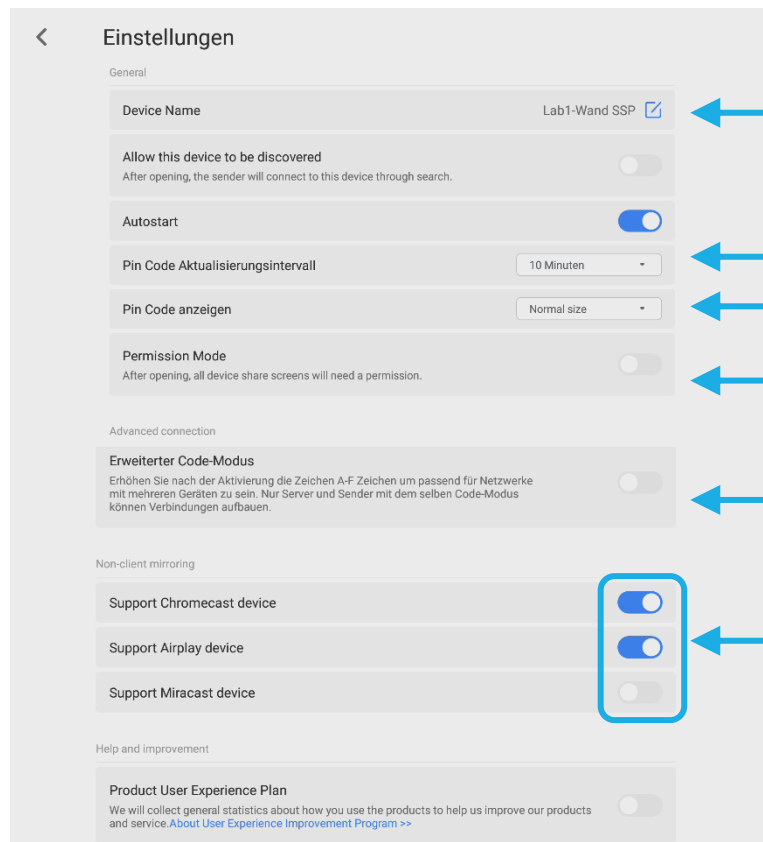 Einstellungen
General
Device Name
Lab1-Wand SSP
Allow this device to be discovered
After opening, the sender will connect to this device through search.
Autostart
Pin Code Aktualisierungsintervall
10 Minuten
Pin Code anzeigen
Normal size
Permission Mode
After opening, all device share screens will need a permission.
Advanced connection
Erweiterter Code-Modus
Erhöhen Sie nach der Aktivierung die Zeichen A-F Zeichen um passend für Netzwerke
mit mehreren Geräten zu sein. Nur Server und Sender mit dem selben Code-Modus
können Verbindungen aufbauen.
Non-client mirroring
Support Chromecast device
Support Airplay device
Support Miracast device
Help and improvement
Product User Experience Plan
We will collect general statistics about how you use the products to help us improve our products
and service.About User Experience Improvement Program >>